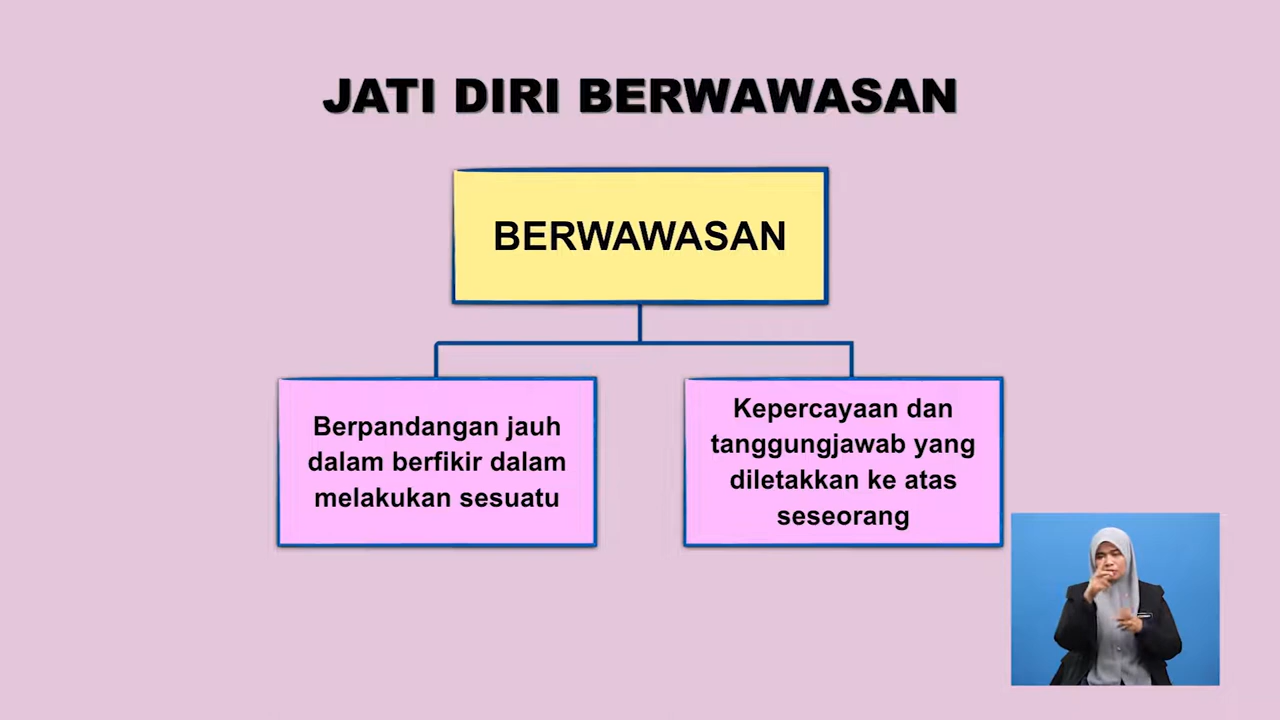 JATI DIRI BERWAWASAN
BERWAWASAN
Berpandangan jauh
dalam berfikir dalam
melakukan sesuatu
Kepercayaan dan
tanggungjawab yang
diletakkan ke atas
seseorang